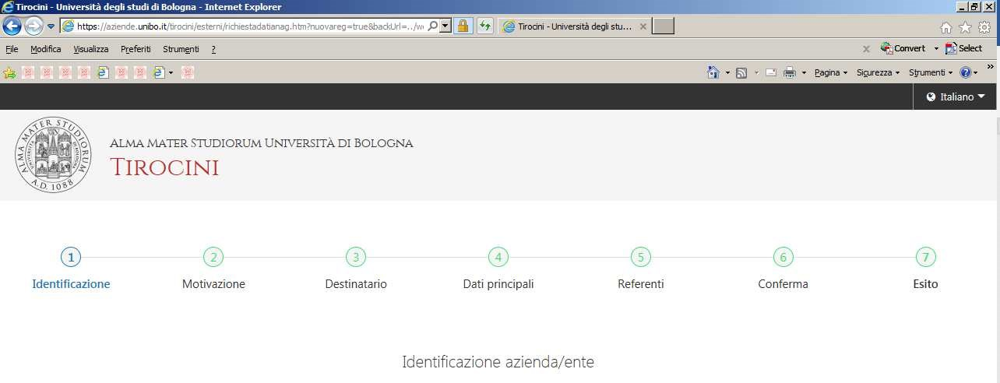 Tirocini - Università degli studi di Bologna - Internet Explorer
https://aziende.unibo.it/tirocini/esterni/richiestadatianag.htm?nuovareg=true&backUrl=../w
Tirocini - Università degli stu...
File Modifica Visualizza Preferiti Strumenti ?
Convert Select
Pagina Sicurezza Strumenti
Italiano
ALMA MATER STUDIORUM
A.D. 1088
Alma Mater Studiorum Università di Bologna
Tirocini
1 2 3 4 5 6 7
Identificazione Motivazione Destinatario Dati principali Referenti Conferma Esito
Identificazione azienda/ente